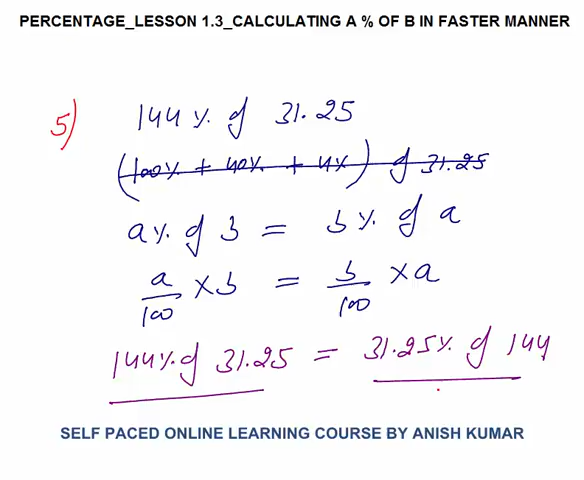 PERCENTAGE_LESSON 1.3_CALCULATING A % OF B IN FASTER MANNER
5) 144% of 31.25
(100% + 40% + 4%) of 31.25
a% of b = b% of a
a/100 × b = b/100 × a
144% of 31.25 = 31.25% of 144
SELF PACED ONLINE LEARNING COURSE BY ANISH KUMAR